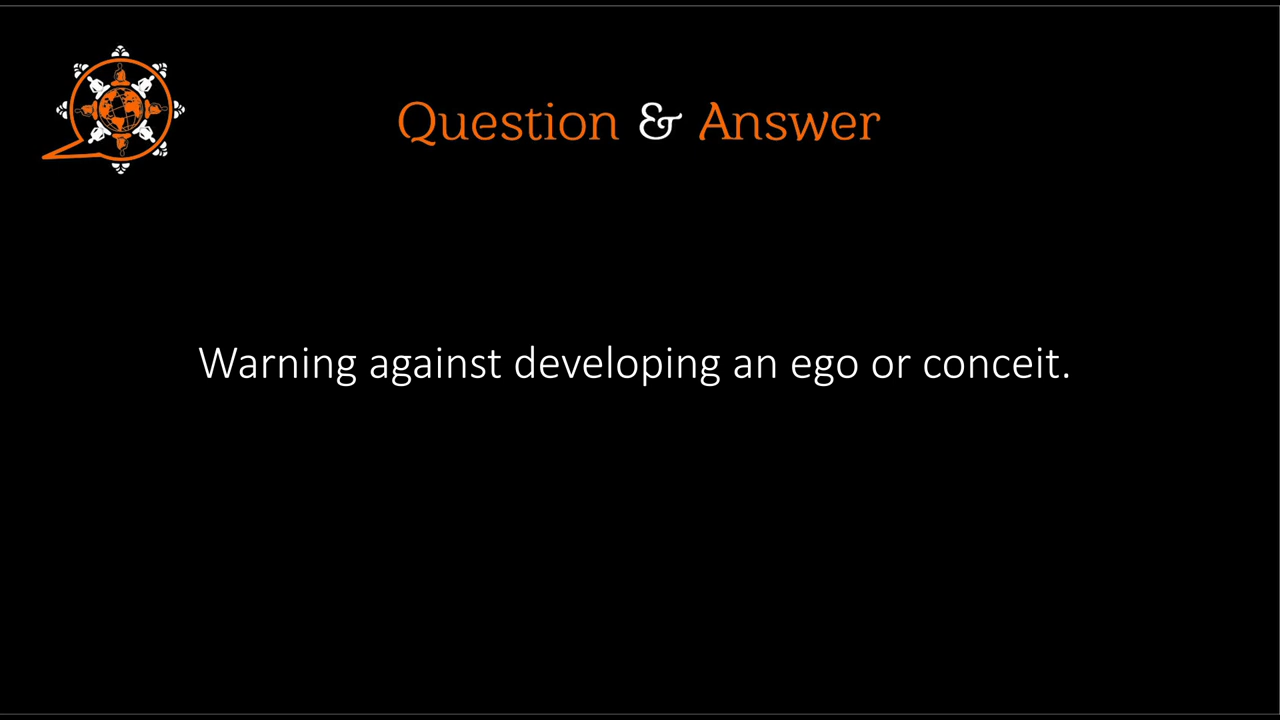 Question & Answer
Warning against developing an ego or conceit.